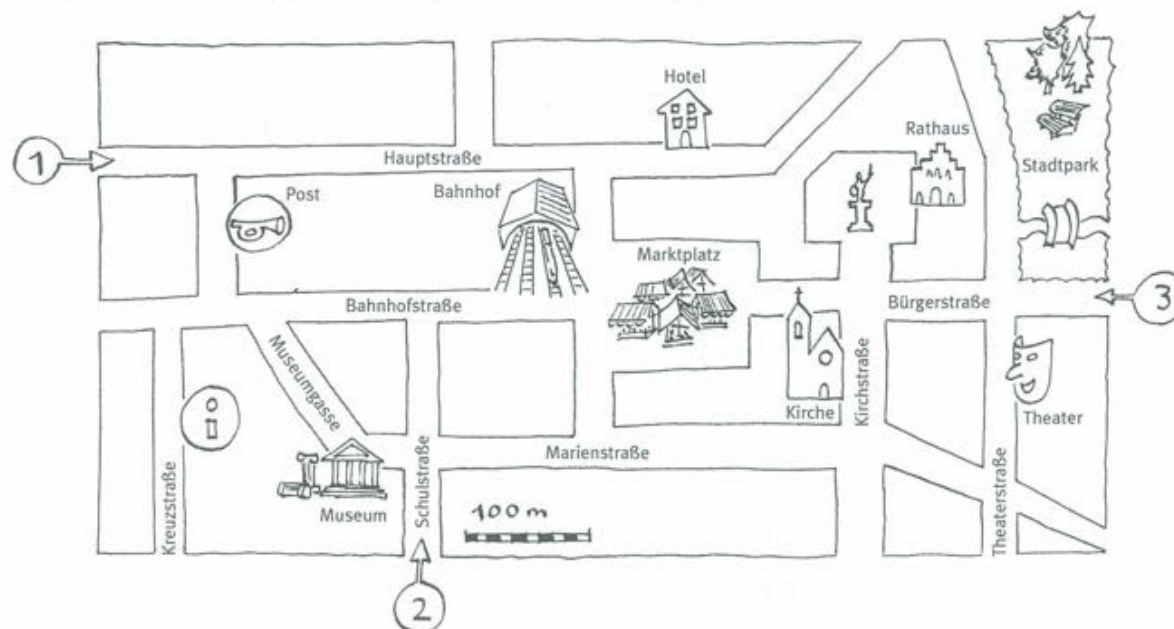 Hotel
Rathaus
1
Hauptstraße
Stadtpark
Post
Bahnhof
Marktplatz
Bahnhofstraße
Bürgerstraße
3
Museumgasse
i
Kirchstraße
Kirche
Theater
Marienstraße
Kreuzstraße
Museum
Schulstraße
100 m
Theaterstraße
2